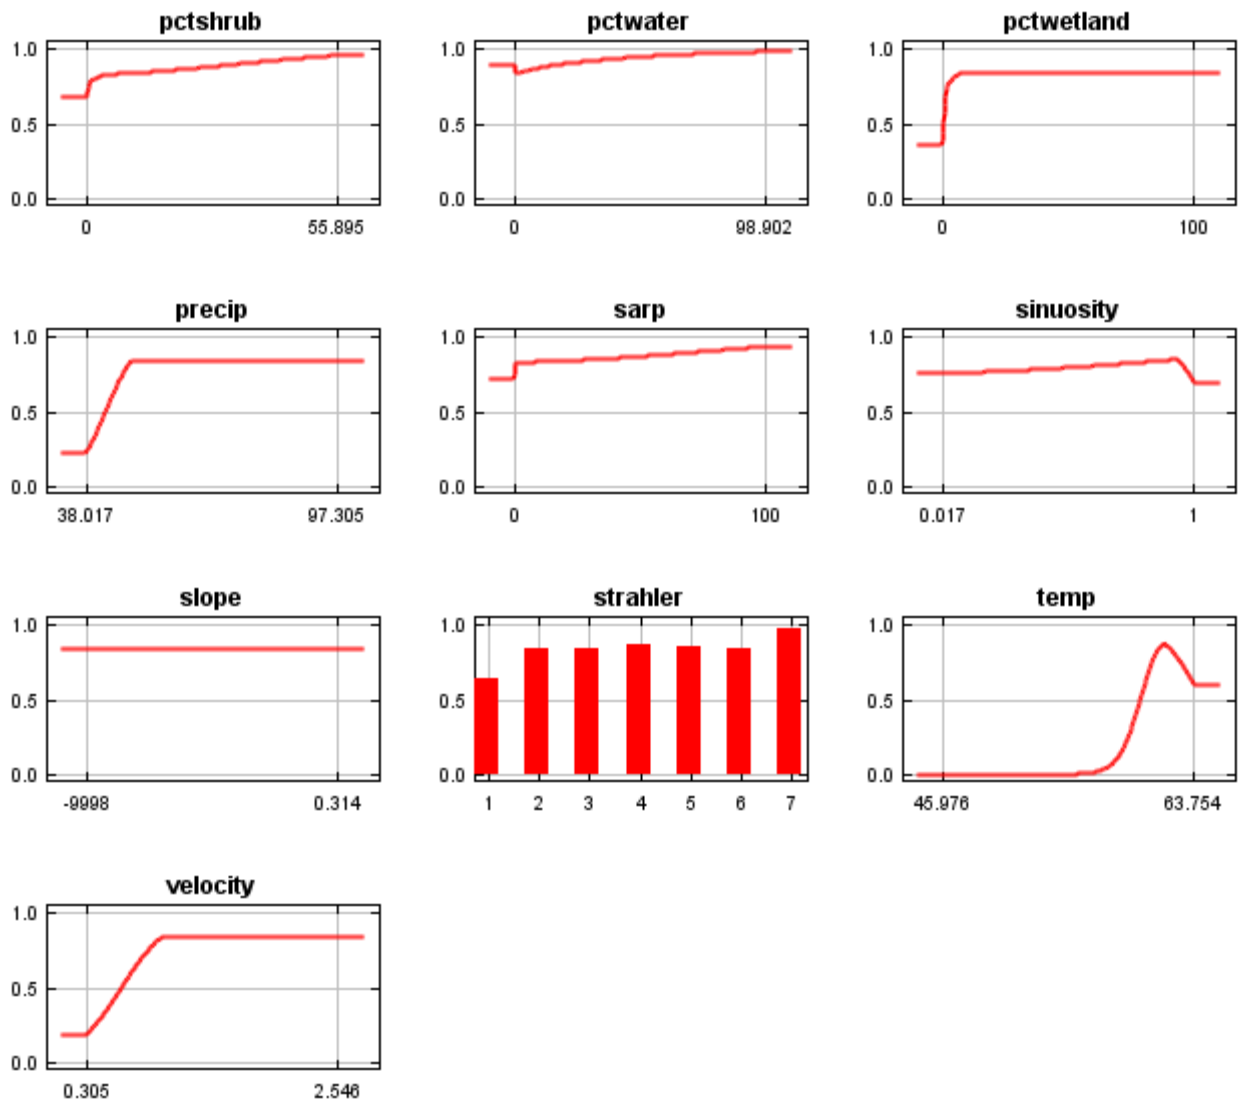 pctshrub pctwater pctwetland
1.0 1.0 1.0
0.5 0.5 0.5
0.0 0.0 0.0
0 55.895 0 98.902 0 100
precip sarp sinuosity
1.0 1.0 1.0
0.5 0.5 0.5
0.0 0.0 0.0
38.017 97.305 0 100 0.017 1
slope strahler temp
1.0 1.0 1.0
0.5 0.5 0.5
0.0 0.0 0.0
-9998 0.314 1 2 3 4 5 6 7 45.976 63.754
velocity
1.0
0.5
0.0
0.305 2.546